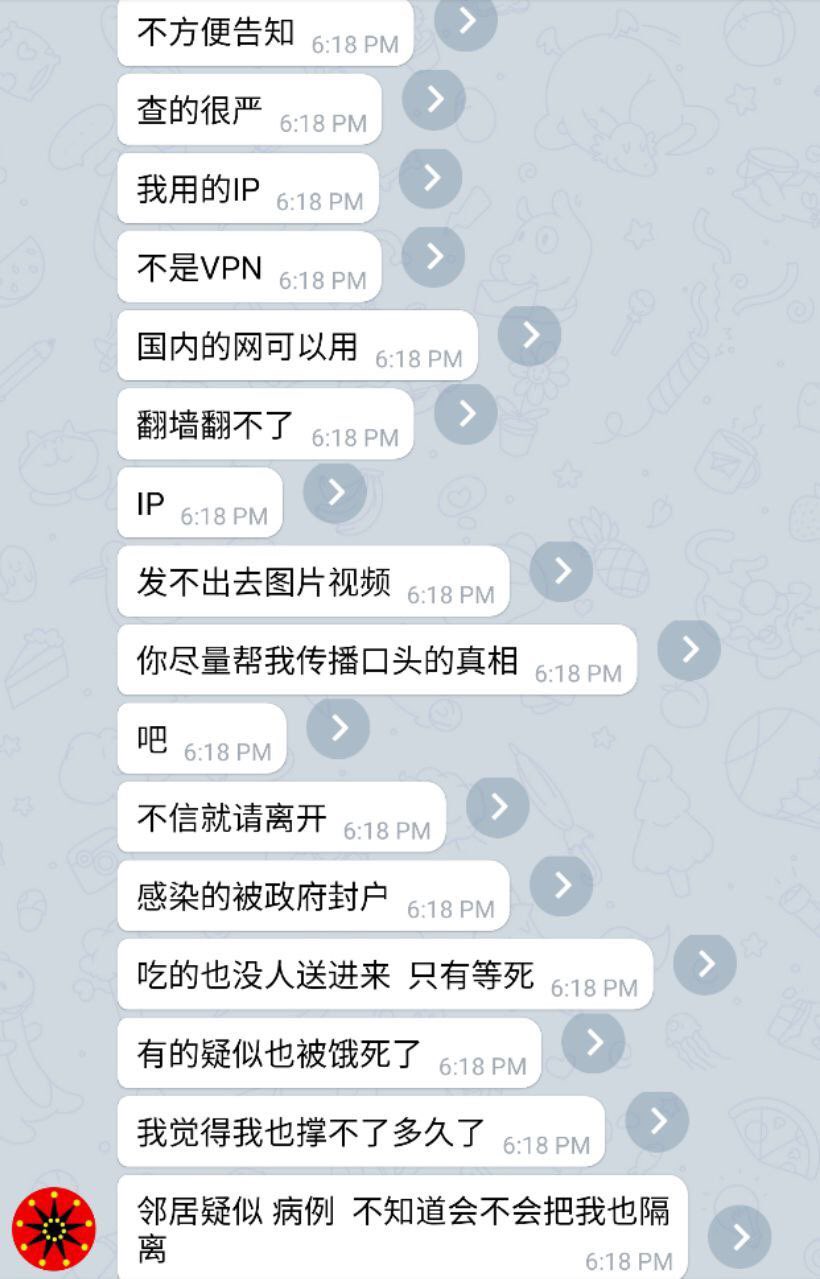 不方便告知 6:18 PM
查的很严 6:18 PM
我用的IP 6:18 PM
不是VPN 6:18 PM
国内的网可以用 6:18 PM
翻墙翻不了 6:18 PM
IP 6:18 PM
发不出去图片视频 6:18 PM
你尽量帮我传播口头的真相 6:18 PM
吧 6:18 PM
不信就请离开 6:18 PM
感染的被政府封户 6:18 PM
吃的也没人送进来 只有等死 6:18 PM
有的疑似也被饿死了 6:18 PM
我觉得我也撑不了多久了 6:18 PM
邻居疑似 病例 不知道会不会把我也隔
离 6:18 PM